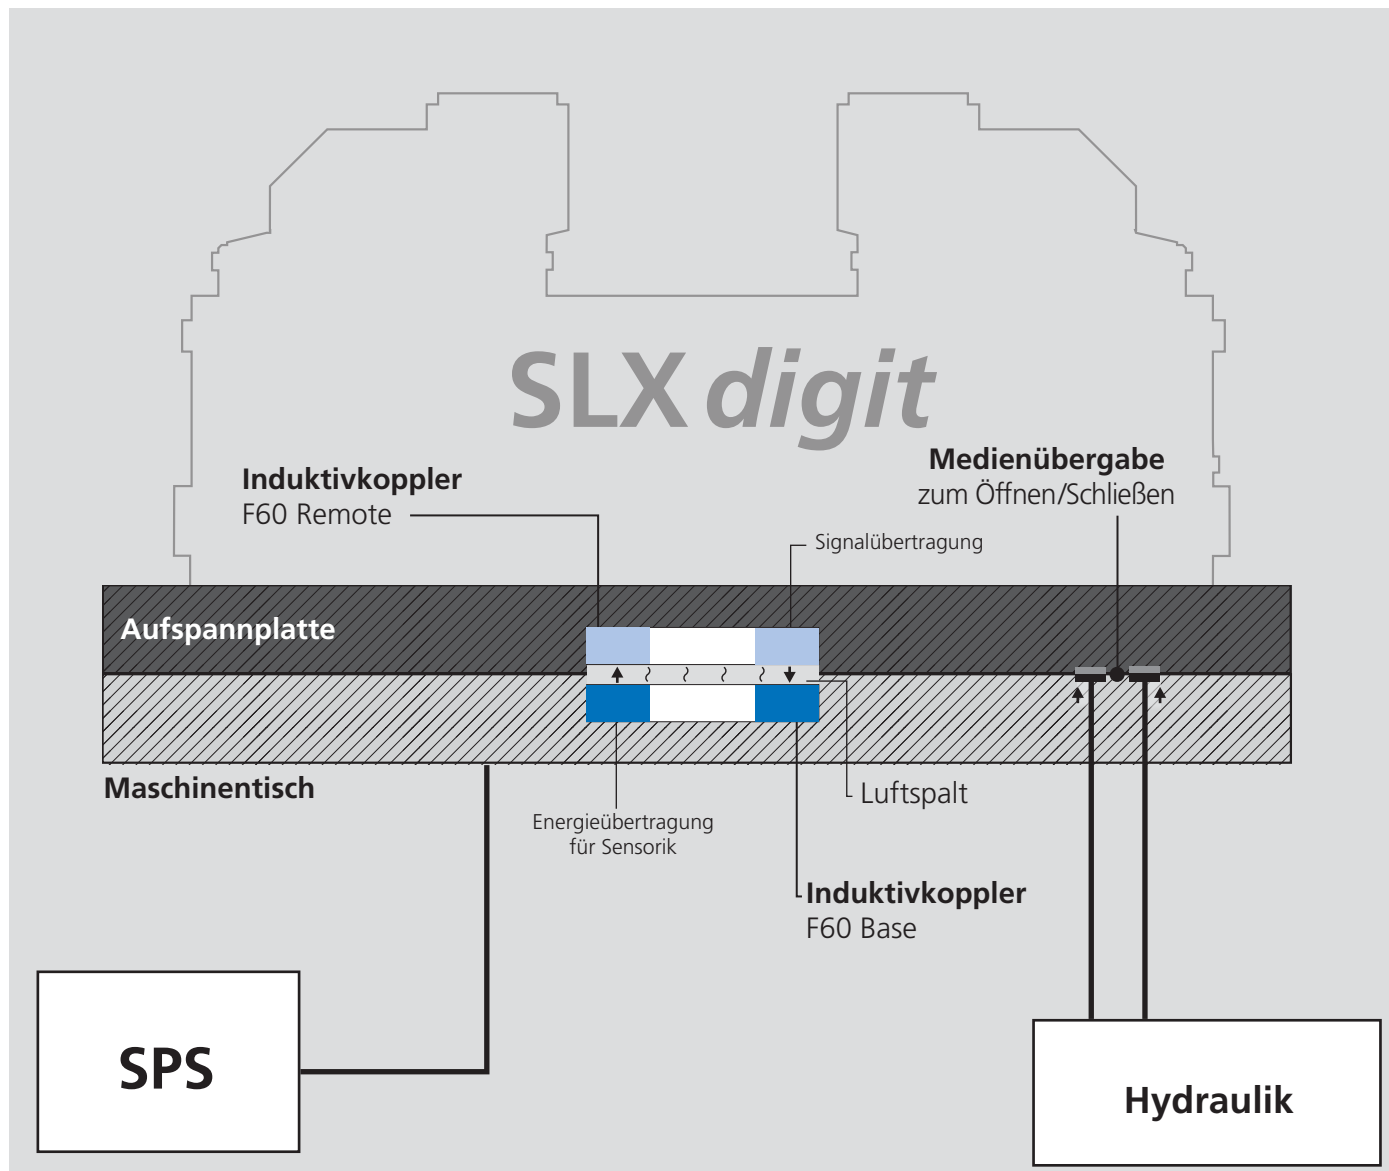 SLX digit
Induktivkoppler
F60 Remote
Medienübergabe
zum Öffnen/Schließen
Signalübertragung
Aufspannplatte
Maschinentisch
Energieübertragung
für Sensorik
Luftspalt
Induktivkoppler
F60 Base
SPS
Hydraulik